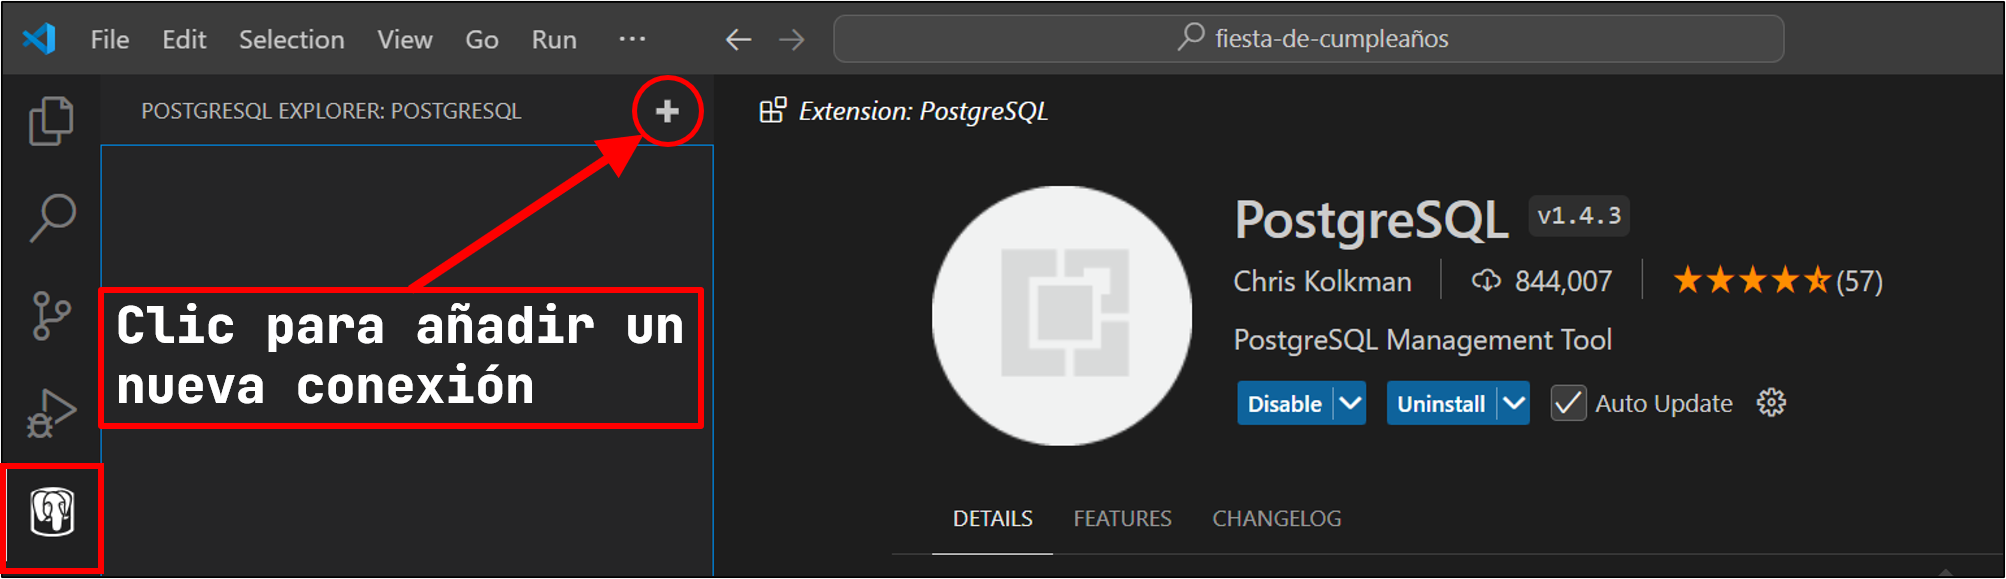 File Edit Selection View Go Run ...
fiesta-de-cumpleaños
POSTGRESQL EXPLORER: POSTGRESQL
Extension: PostgreSQL
PostgreSQL v1.4.3
Chris Kolkman 844,007 (57)
PostgreSQL Management Tool
Disable Uninstall Auto Update
Clic para añadir un
nueva conexión
DETAILS FEATURES CHANGELOG